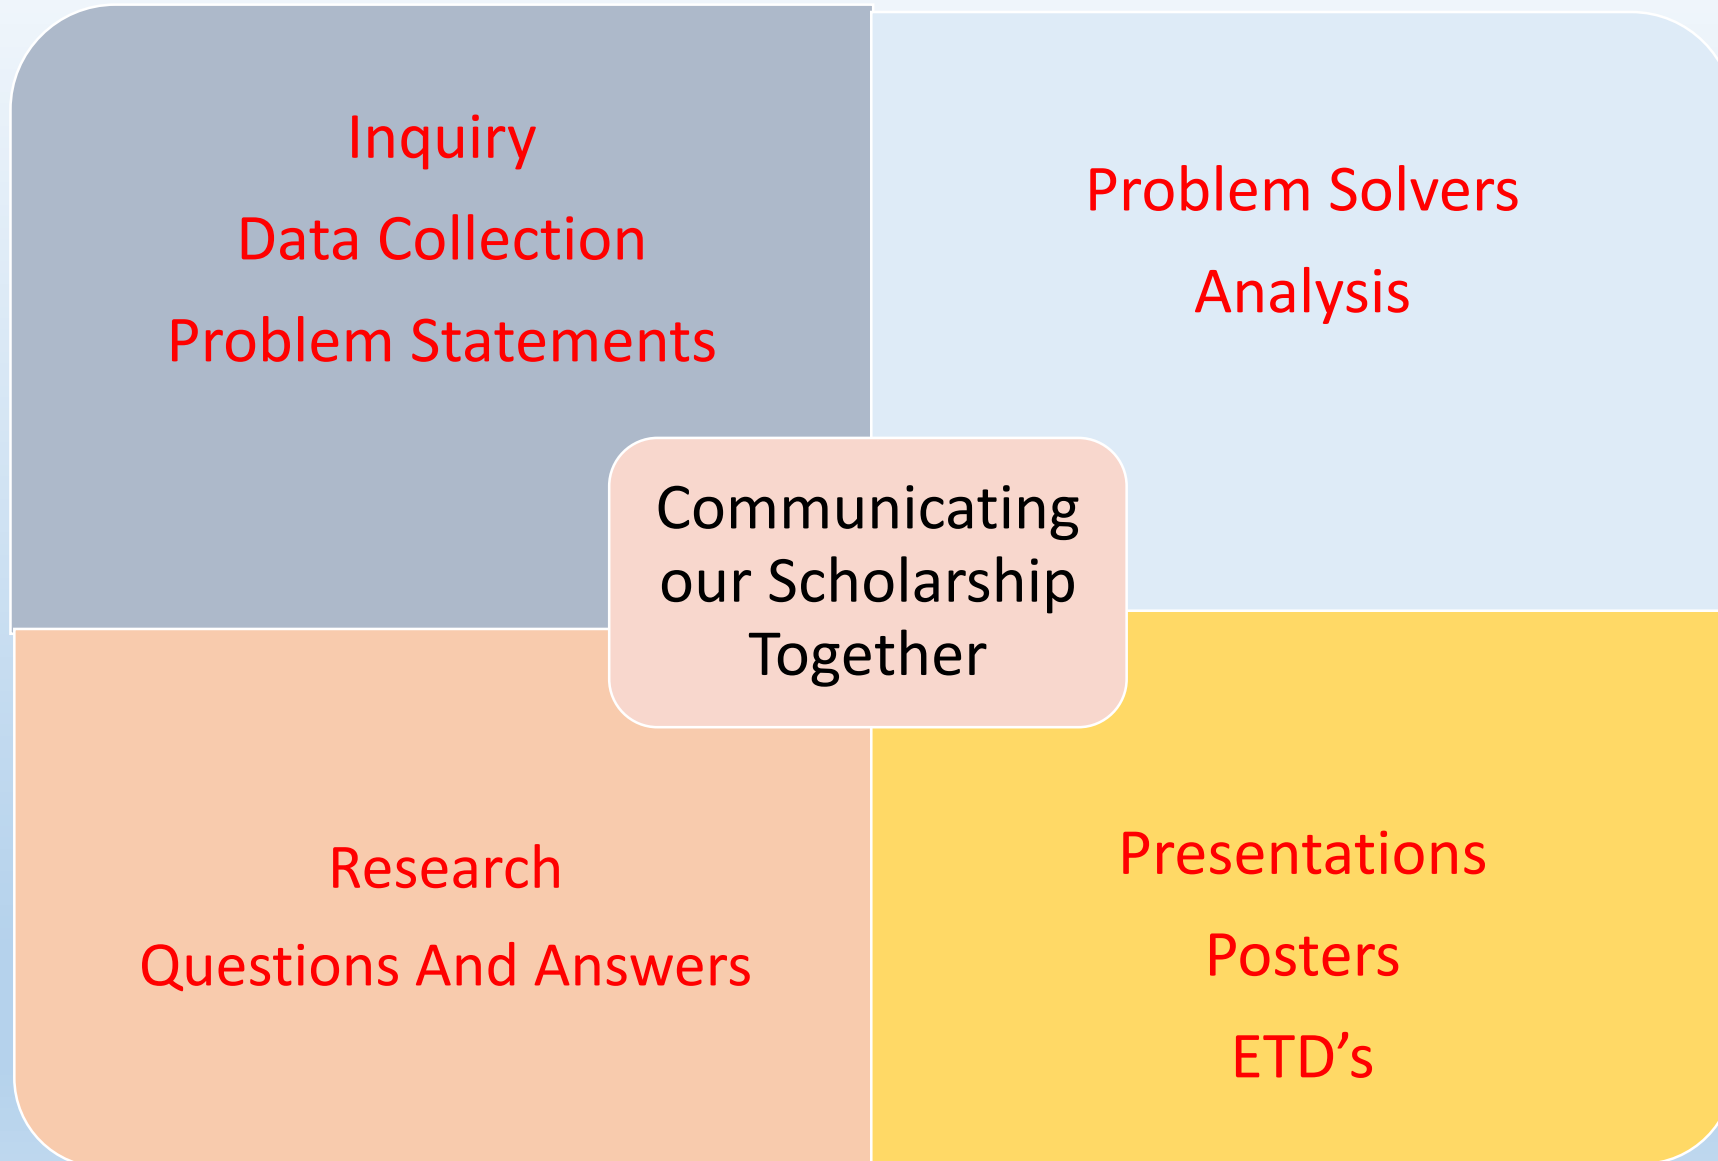 Inquiry
Data Collection
Problem Statements
Problem Solvers
Analysis
Communicating
our Scholarship
Together
Research
Questions And Answers
Presentations
Posters
ETD’s